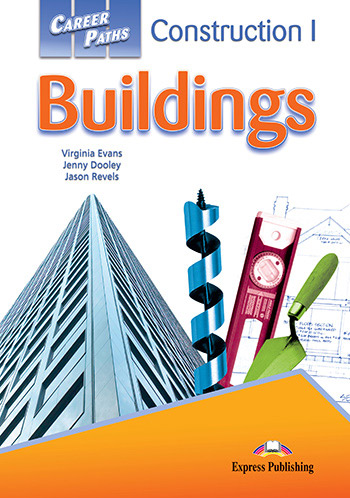 CAREER
PATHS
Construction I
Buildings
Virginia Evans
Jenny Dooley
Jason Revels
Express Publishing